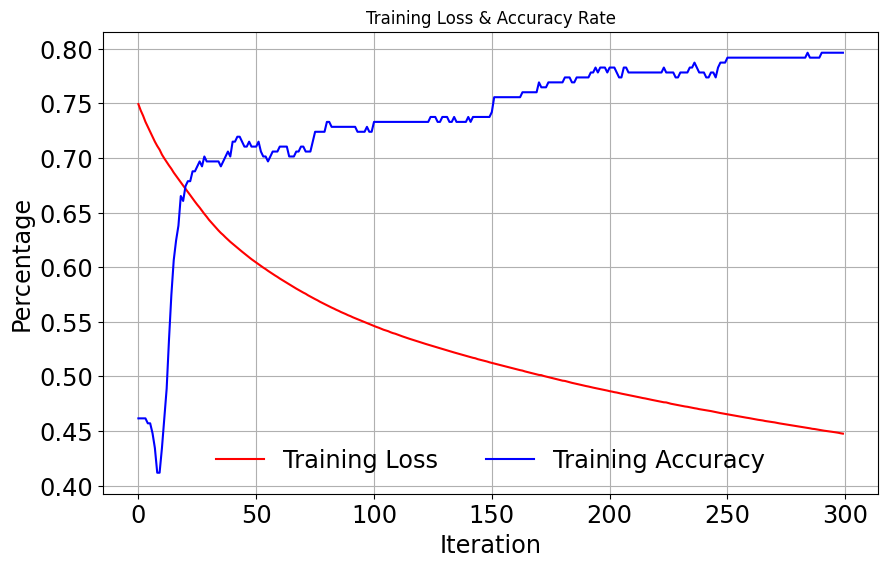 Training Loss & Accuracy Rate
Percentage
0.80
0.75
0.70
0.65
0.60
0.55
0.50
0.45
0.40
Training Loss Training Accuracy
0 50 100 150 200 250 300
Iteration